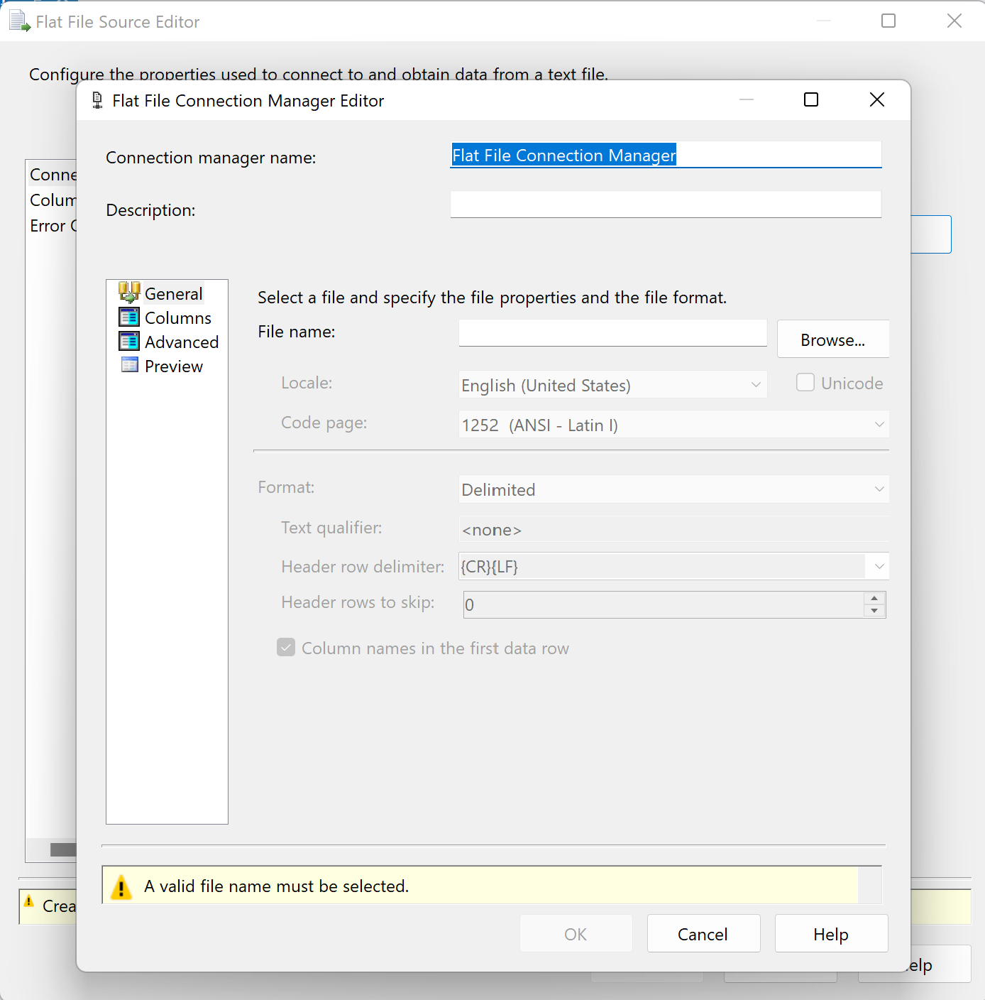 Flat File Source Editor
Configure the properties used to connect to and obtain data from a text file.
Flat File Connection Manager Editor
Connection manager name:
Flat File Connection Manager
Description:
Conne
Colum
Error C
General
Columns
Advanced
Preview
Select a file and specify the file properties and the file format.
File name:
Browse...
Locale:
English (United States)
Unicode
Code page:
1252 (ANSI - Latin I)
Format:
Delimited
Text qualifier:
<none>
Header row delimiter:
{CR}{LF}
Header rows to skip:
0
Column names in the first data row
A valid file name must be selected.
Crea
OK
Cancel
Help
elp